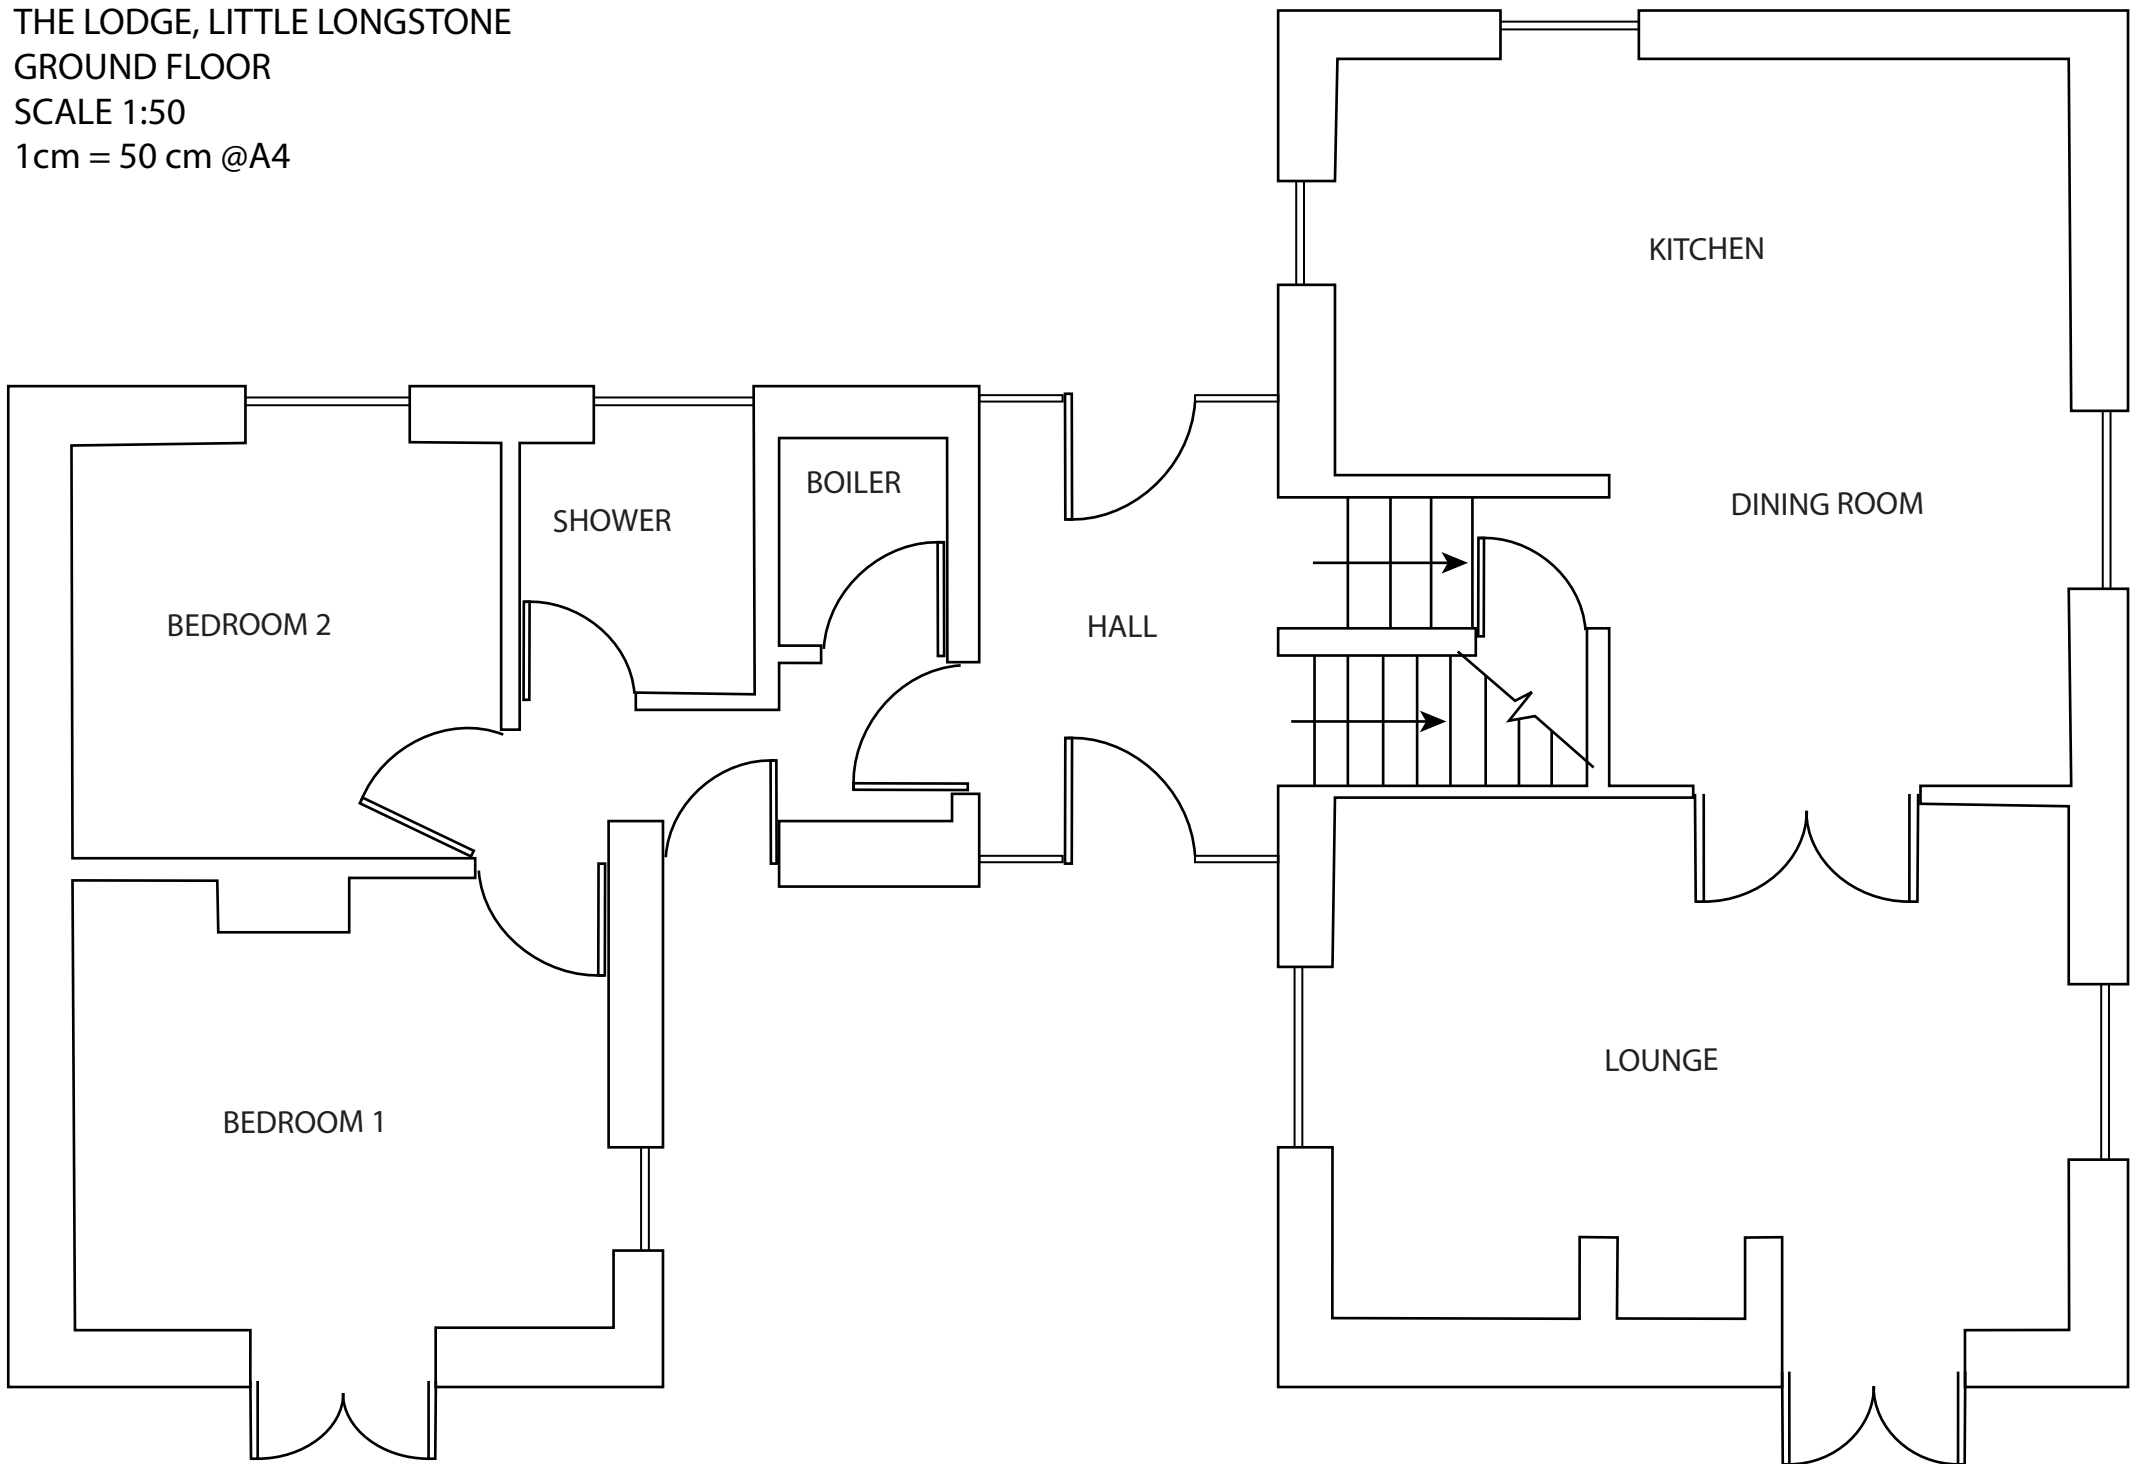 THE LODGE, LITTLE LONGSTONE
GROUND FLOOR
SCALE 1:50
1cm = 50 cm @A4
KITCHEN
BOILER
SHOWER
DINING ROOM
BEDROOM 2
HALL
LOUNGE
BEDROOM 1